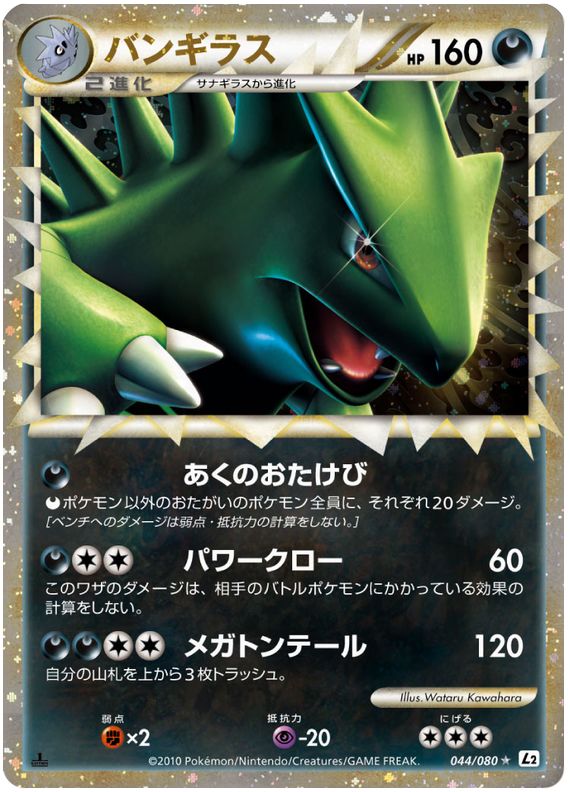 バンギラス HP 160
2進化 サナギラスから進化
あくのおたけび
ポケモン以外のおたがいのポケモン全員に、それぞれ20ダメージ。
[ベンチへのダメージは弱点・抵抗力の計算をしない。]
パワークロー 60
このワザのダメージは、相手のバトルポケモンにかかっている効果の
計算をしない。
メガトンテール 120
自分の山札を上から3枚トラッシュ。
Illus. Wataru Kawahara
弱点 抵抗力 にげる
×2 -20
©2010 Pokémon/Nintendo/Creatures/GAME FREAK. 044/080 ★ L2